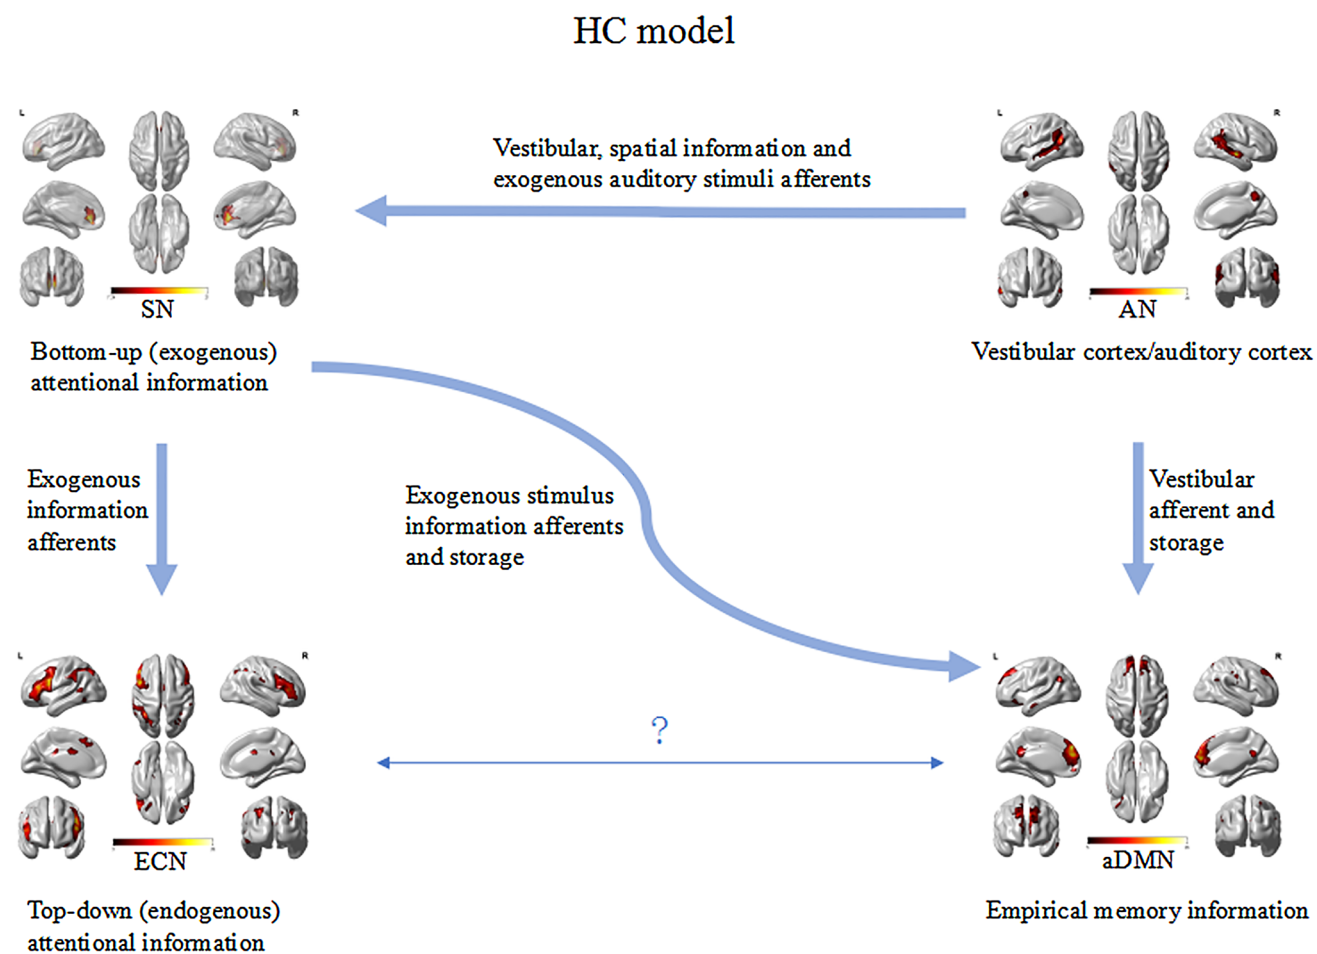 HC model
L
R
L
R
Vestibular, spatial information and
exogenous auditory stimuli afferents
SN
AN
Bottom-up (exogenous)
attentional information
Vestibular cortex/auditory cortex
Exogenous
information
afferents
Exogenous stimulus
information afferents
and storage
Vestibular
afferent and
storage
L
R
L
R
?
ECN
aDMN
Top-down (endogenous)
attentional information
Empirical memory information